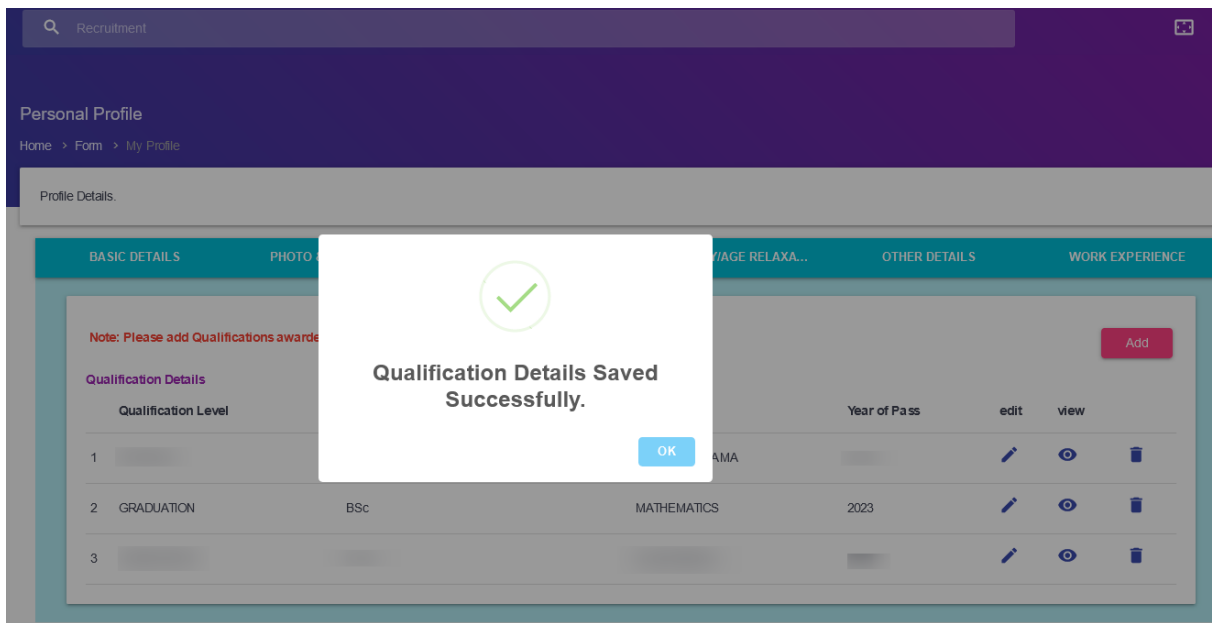 Recruitment
Personal Profile
Home > Form > My Profile
Profile Details.
BASIC DETAILS PHOTO /AGE RELAXA... OTHER DETAILS WORK EXPERIENCE
Note: Please add Qualifications Add
Qualification Details
Qualification Level Year of Pass edit view
Qualification Details Saved
Successfully.
OK
1
2 GRADUATION BSc MATHEMATICS 2023
3